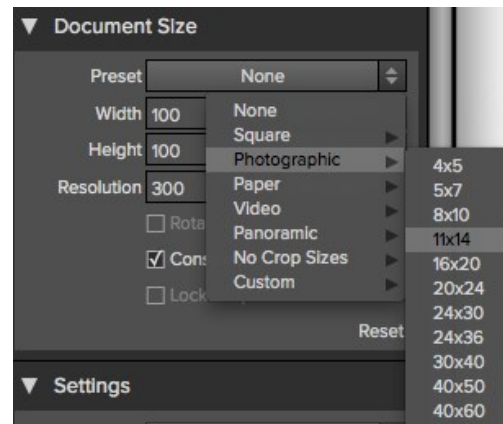 Document Size
Preset None
Width 100
Height 100
Resolution 300
Rota
Cons
Lock
Reset
None
Square
Photographic
Paper
Video
Panoramic
No Crop Sizes
Custom
4x5
5x7
8x10
11x14
16x20
20x24
24x30
24x36
30x40
40x50
40x60
Settings